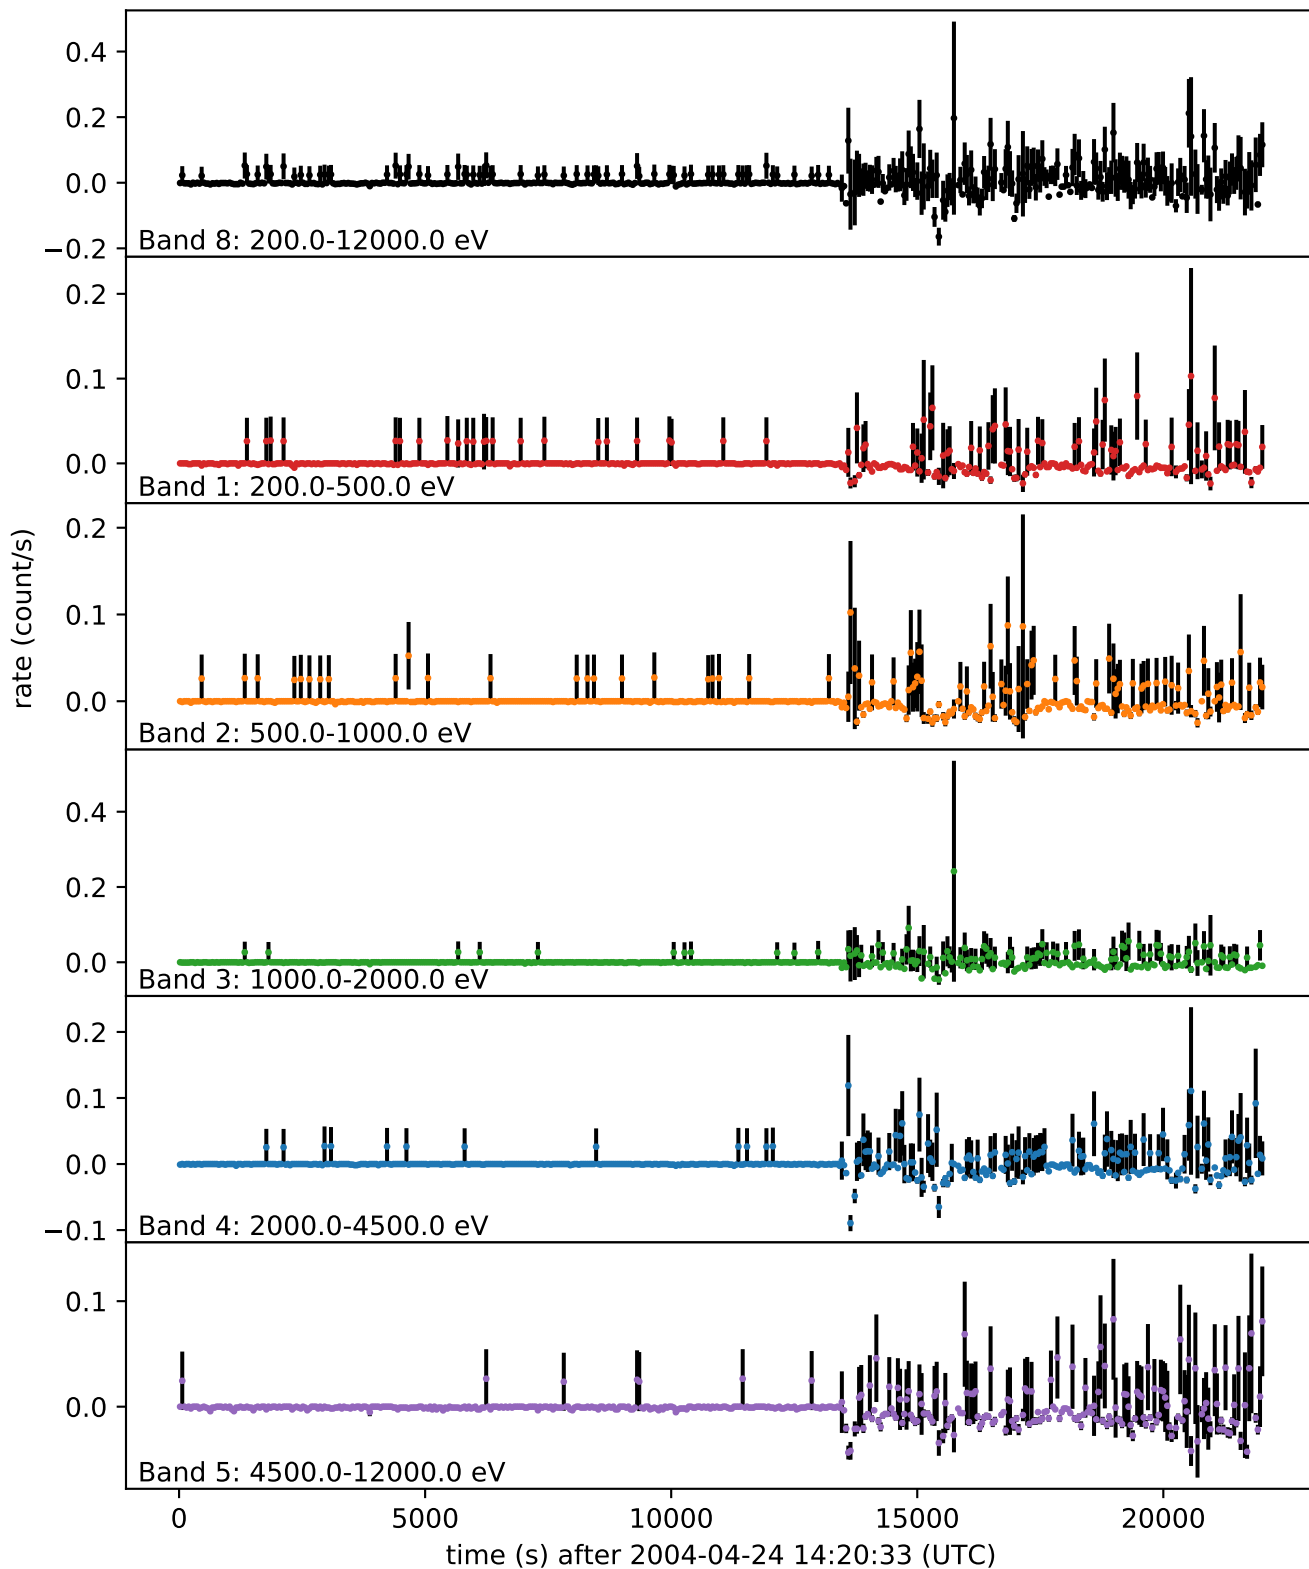 0.4
0.2
0.0
−0.2
Band 8: 200.0-12000.0 eV
0.2
0.1
0.0
Band 1: 200.0-500.0 eV
0.2
0.1
0.0
Band 2: 500.0-1000.0 eV
rate (count/s)
0.4
0.2
0.0
Band 3: 1000.0-2000.0 eV
0.2
0.1
0.0
−0.1
Band 4: 2000.0-4500.0 eV
0.1
0.0
Band 5: 4500.0-12000.0 eV
0 5000 10000 15000 20000
time (s) after 2004-04-24 14:20:33 (UTC)